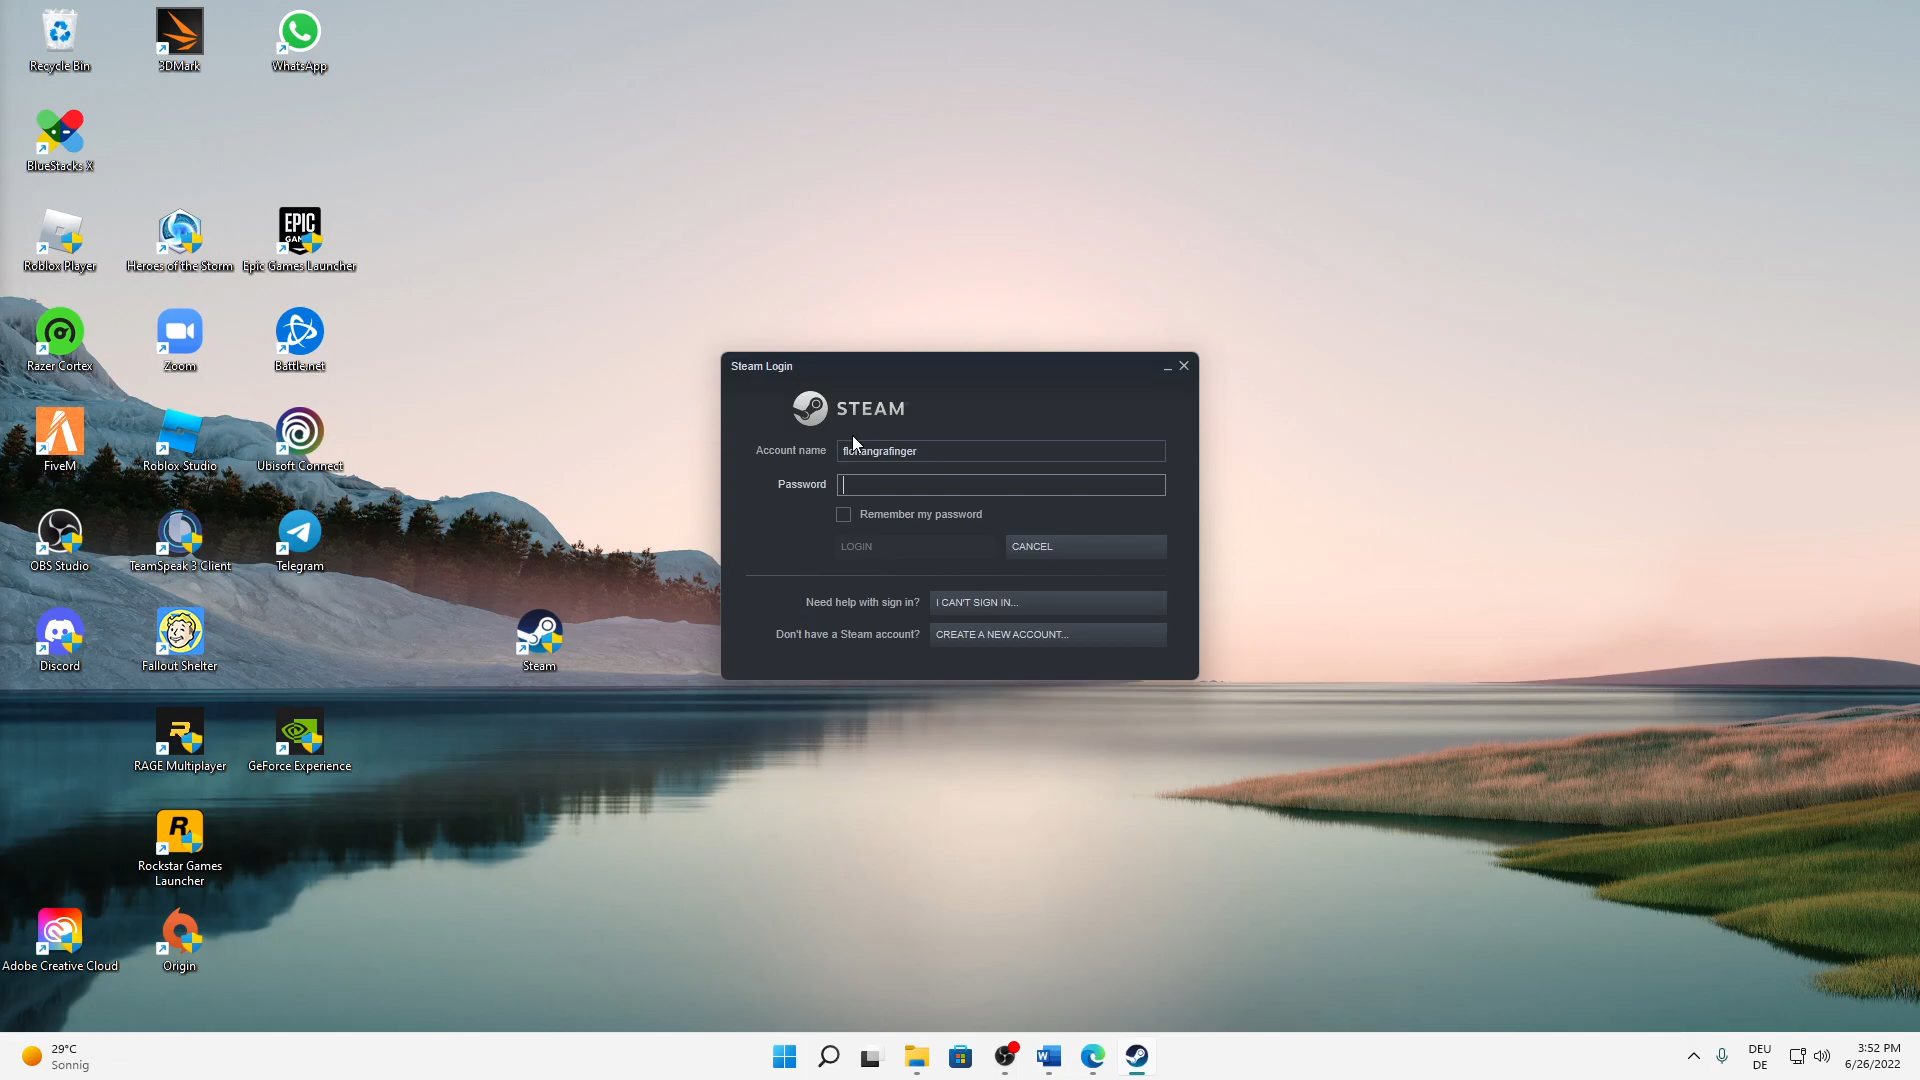 Recycle Bin
3DMark
WhatsApp
BlueStacks X
EPIC
GAMES
Roblox Player
Heroes of the Storm
Epic Games Launcher
Razer Cortex
Zoom
Battle.net
FiveM
Roblox Studio
Ubisoft Connect
OBS Studio
TeamSpeak 3 Client
Telegram
Discord
Fallout Shelter
Steam
RAGE Multiplayer
GeForce Experience
Rockstar Games
Launcher
Adobe Creative Cloud
Origin
Steam Login
STEAM
Account name
floriangrafinger
Password
Remember my password
LOGIN
CANCEL
Need help with sign in?
I CAN'T SIGN IN...
Don't have a Steam account?
CREATE A NEW ACCOUNT...
29°C
Sonnig
DEU
DE
3:52 PM
6/26/2022